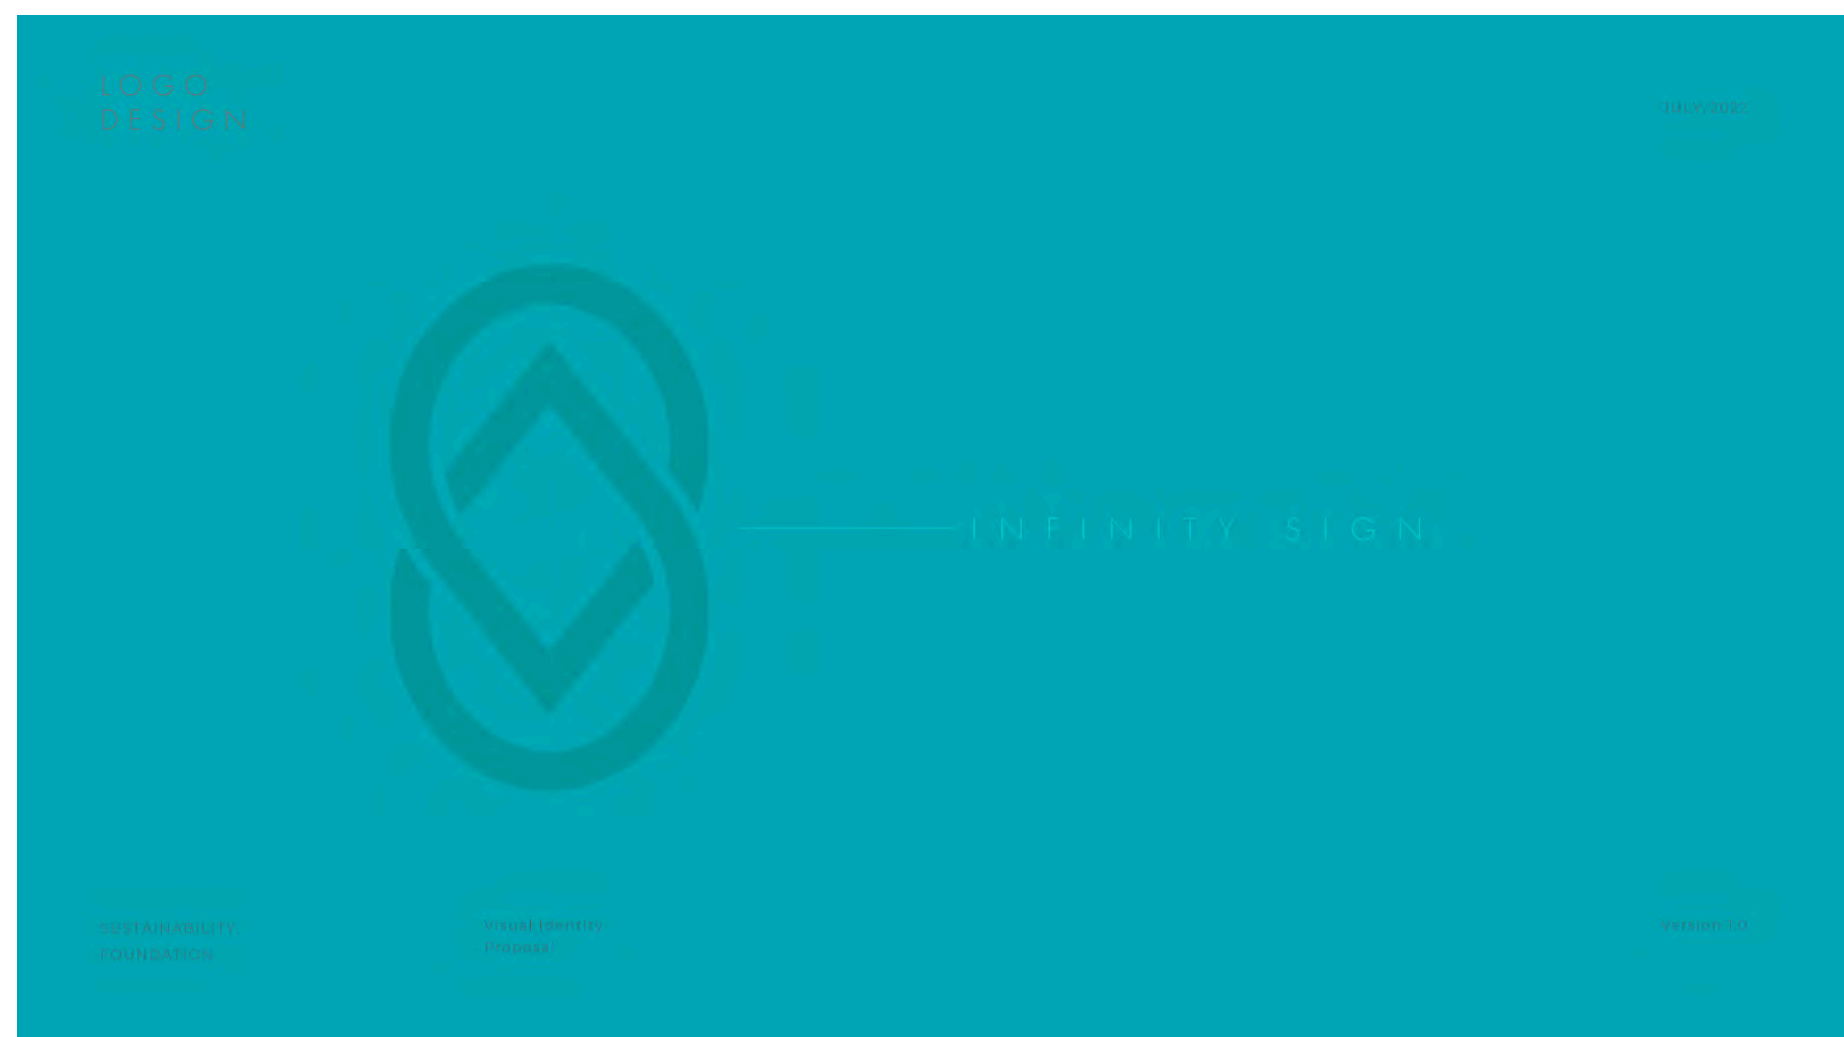 LOGO
DESIGN
JULY/2022
INFINITY SIGN
SUSTAINABILITY
FOUNDATION
Visual Identity
Proposal
Version 1.0